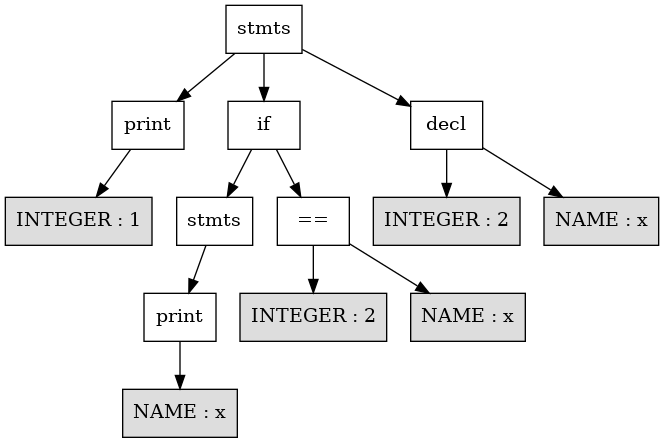 stmts
print
if
decl
INTEGER : 1
stmts
==
INTEGER : 2
NAME : x
print
INTEGER : 2
NAME : x
NAME : x